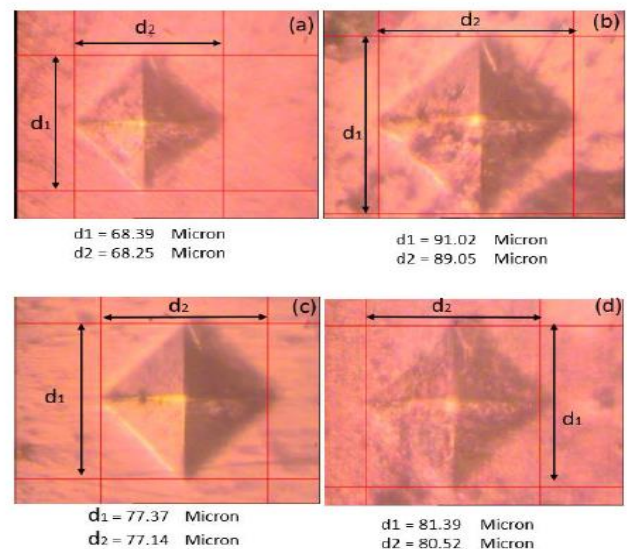 d2 (a)
d1
d1 = 68.39 Micron
d2 = 68.25 Micron
d2 (b)
d1
d1 = 91.02 Micron
d2 = 89.05 Micron
d2 (c)
d1
d1 = 77.37 Micron
d2 = 77.14 Micron
d2 (d)
d1
d1 = 81.39 Micron
d2 = 80.52 Micron